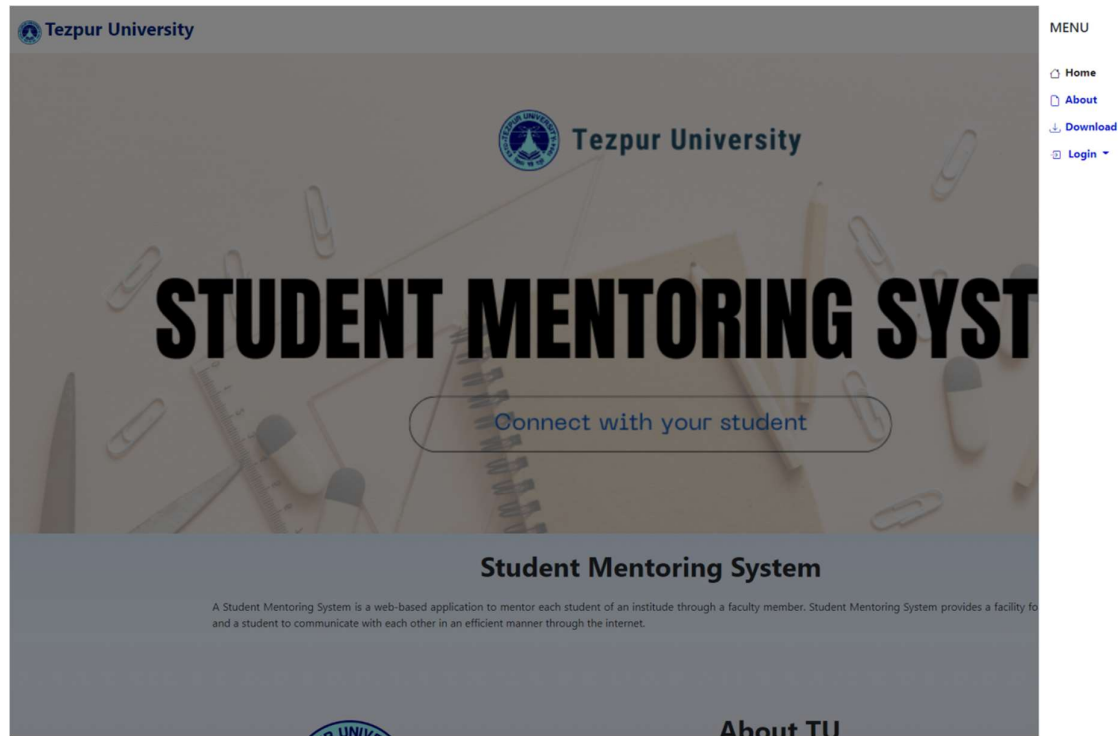 Tezpur University
MENU
Home
About
Download
Login
Tezpur University
STUDENT MENTORING SYST
Connect with your student
Student Mentoring System
A Student Mentoring System is a web-based application to mentor each student of an institude through a faculty member. Student Mentoring System provides a facility fo
and a student to communicate with each other in an efficient manner through the internet.
About TU